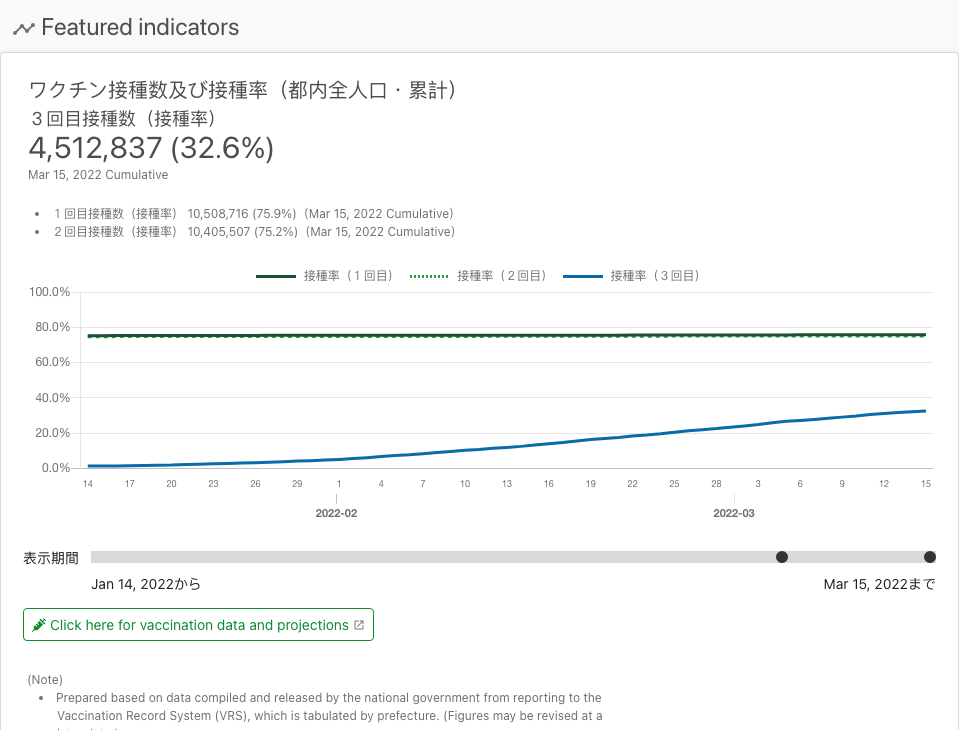 Featured indicators
ワクチン接種数及び接種率（都内全人口・累計）
３回目接種数（接種率）
4,512,837 (32.6%)
Mar 15, 2022 Cumulative
• １回目接種数（接種率） 10,508,716 (75.9%)（Mar 15, 2022 Cumulative)
• ２回目接種数（接種率） 10,405,507 (75.2%)（Mar 15, 2022 Cumulative)
接種率（１回目） 接種率（２回目） 接種率（３回目）
100.0%
80.0%
60.0%
40.0%
20.0%
0.0%
14 17 20 23 26 29 1 4 7 10 13 16 19 22 25 28 3 6 9 12 15
2022-02 2022-03
表示期間
Jan 14, 2022から Mar 15, 2022まで
Click here for vaccination data and projections
(Note)
• Prepared based on data compiled and released by the national government from reporting to the
Vaccination Record System (VRS), which is tabulated by prefecture. (Figures may be revised at a